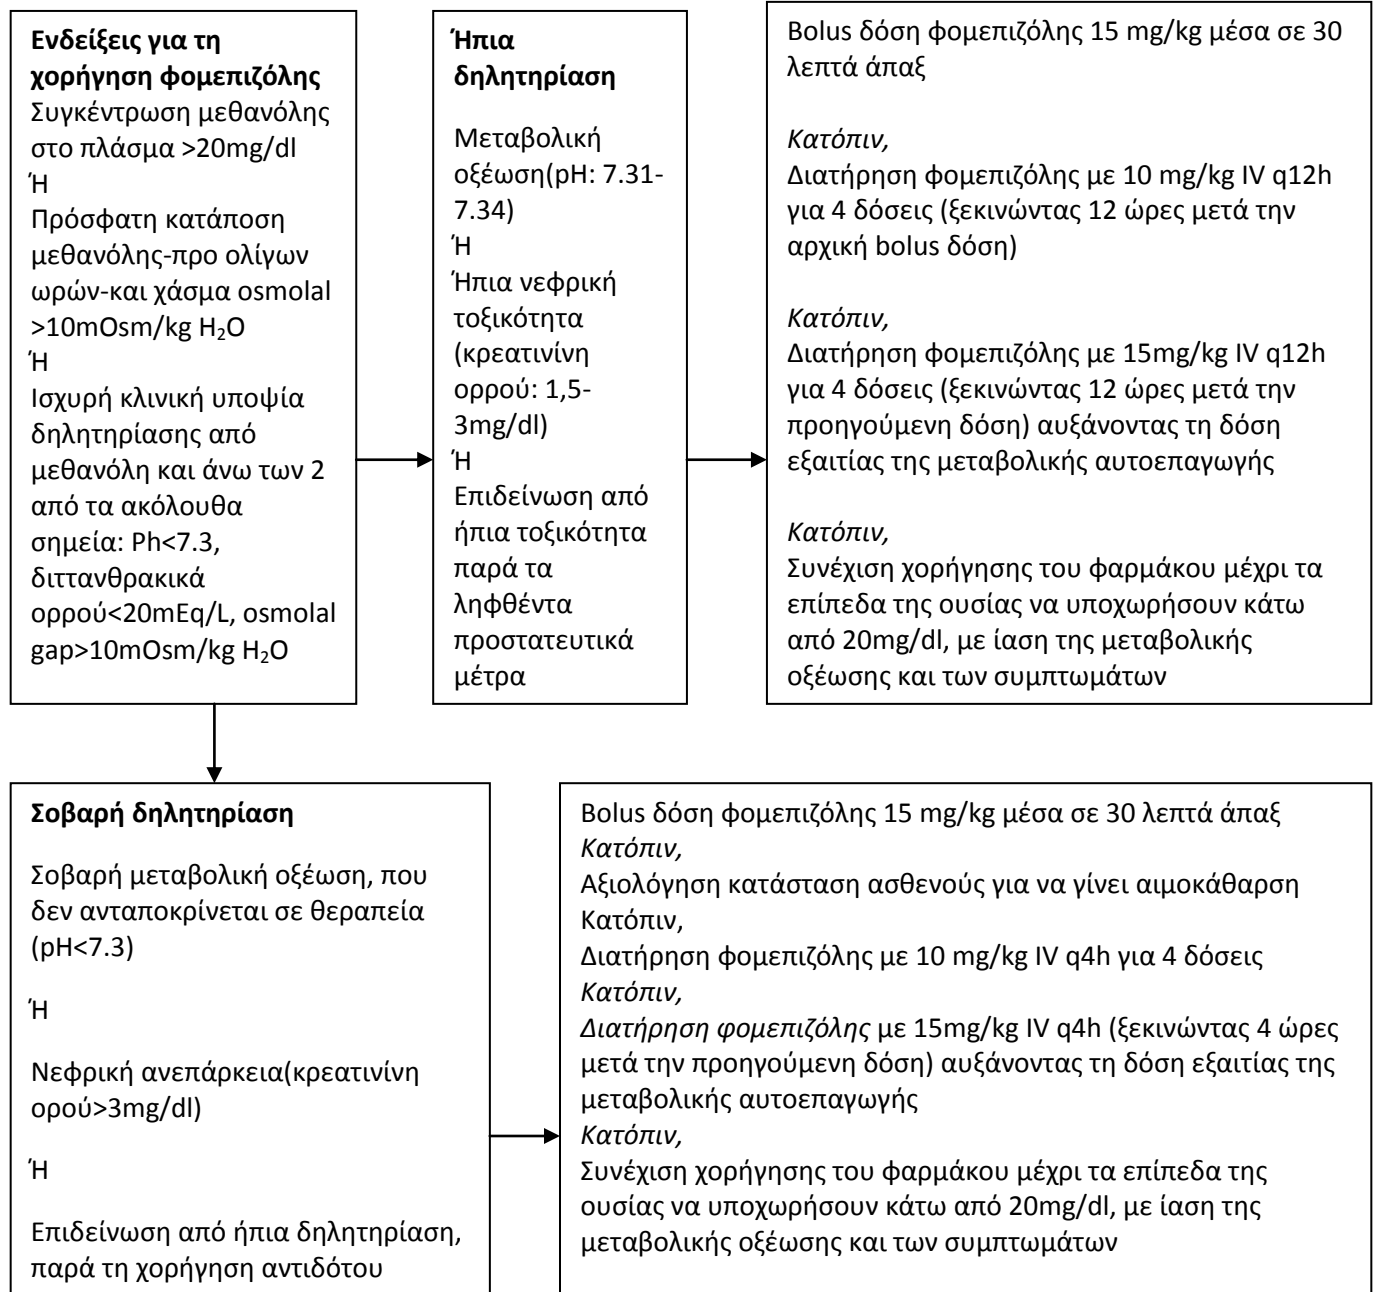 Ενδείξεις για τη
χορήγηση φομεπιζόλης
Συγκέντρωση μεθανόλης
στο πλάσμα >20mg/dl
Ή
Πρόσφατη κατάποση
μεθανόλης-προ ολίγων
ωρών-και χάσμα osmolal
>10mOsm/kg H₂O
Ή
Ισχυρή κλινική υποψία
δηλητηρίασης από
μεθανόλη και άνω των 2
από τα ακόλουθα
σημεία: Ph<7.3,
διττανθρακικά
ορρού<20mEq/L, osmolal
gap>10mOsm/kg H₂O
Ήπια
δηλητηρίαση
Μεταβολική
οξέωση(pH: 7.31-
7.34)
Ή
Ήπια νεφρική
τοξικότητα
(κρεατινίνη
ορρού: 1,5-
3mg/dl)
Ή
Επιδείνωση από
ήπια τοξικότητα
παρά τα
ληφθέντα
προστατευτικά
μέτρα
Bolus δόση φομεπιζόλης 15 mg/kg μέσα σε 30
λεπτά άπαξ
Κατόπιν,
Διατήρηση φομεπιζόλης με 10 mg/kg IV q12h
για 4 δόσεις (ξεκινώντας 12 ώρες μετά την
αρχική bolus δόση)
Κατόπιν,
Διατήρηση φομεπιζόλης με 15mg/kg IV q12h
για 4 δόσεις (ξεκινώντας 12 ώρες μετά την
προηγούμενη δόση) αυξάνοντας τη δόση
εξαιτίας της μεταβολικής αυτοεπαγωγής
Κατόπιν,
Συνέχιση χορήγησης του φαρμάκου μέχρι τα
επίπεδα της ουσίας να υποχωρήσουν κάτω
από 20mg/dl, με ίαση της μεταβολικής
οξέωσης και των συμπτωμάτων
Σοβαρή δηλητηρίαση
Σοβαρή μεταβολική οξέωση, που
δεν ανταποκρίνεται σε θεραπεία
(pH<7.3)
Ή
Νεφρική ανεπάρκεια(κρεατινίνη
ορού>3mg/dl)
Ή
Επιδείνωση από ήπια δηλητηρίαση,
παρά τη χορήγηση αντιδότου
Bolus δόση φομεπιζόλης 15 mg/kg μέσα σε 30 λεπτά άπαξ
Κατόπιν,
Αξιολόγηση κατάσταση ασθενούς για να γίνει αιμοκάθαρση
Κατόπιν,
Διατήρηση φομεπιζόλης με 10 mg/kg IV q4h για 4 δόσεις
Κατόπιν,
Διατήρηση φομεπιζόλης με 15mg/kg IV q4h (ξεκινώντας 4 ώρες
μετά την προηγούμενη δόση) αυξάνοντας τη δόση εξαιτίας της
μεταβολικής αυτοεπαγωγής
Κατόπιν,
Συνέχιση χορήγησης του φαρμάκου μέχρι τα επίπεδα της
ουσίας να υποχωρήσουν κάτω από 20mg/dl, με ίαση της
μεταβολικής οξέωσης και των συμπτωμάτων